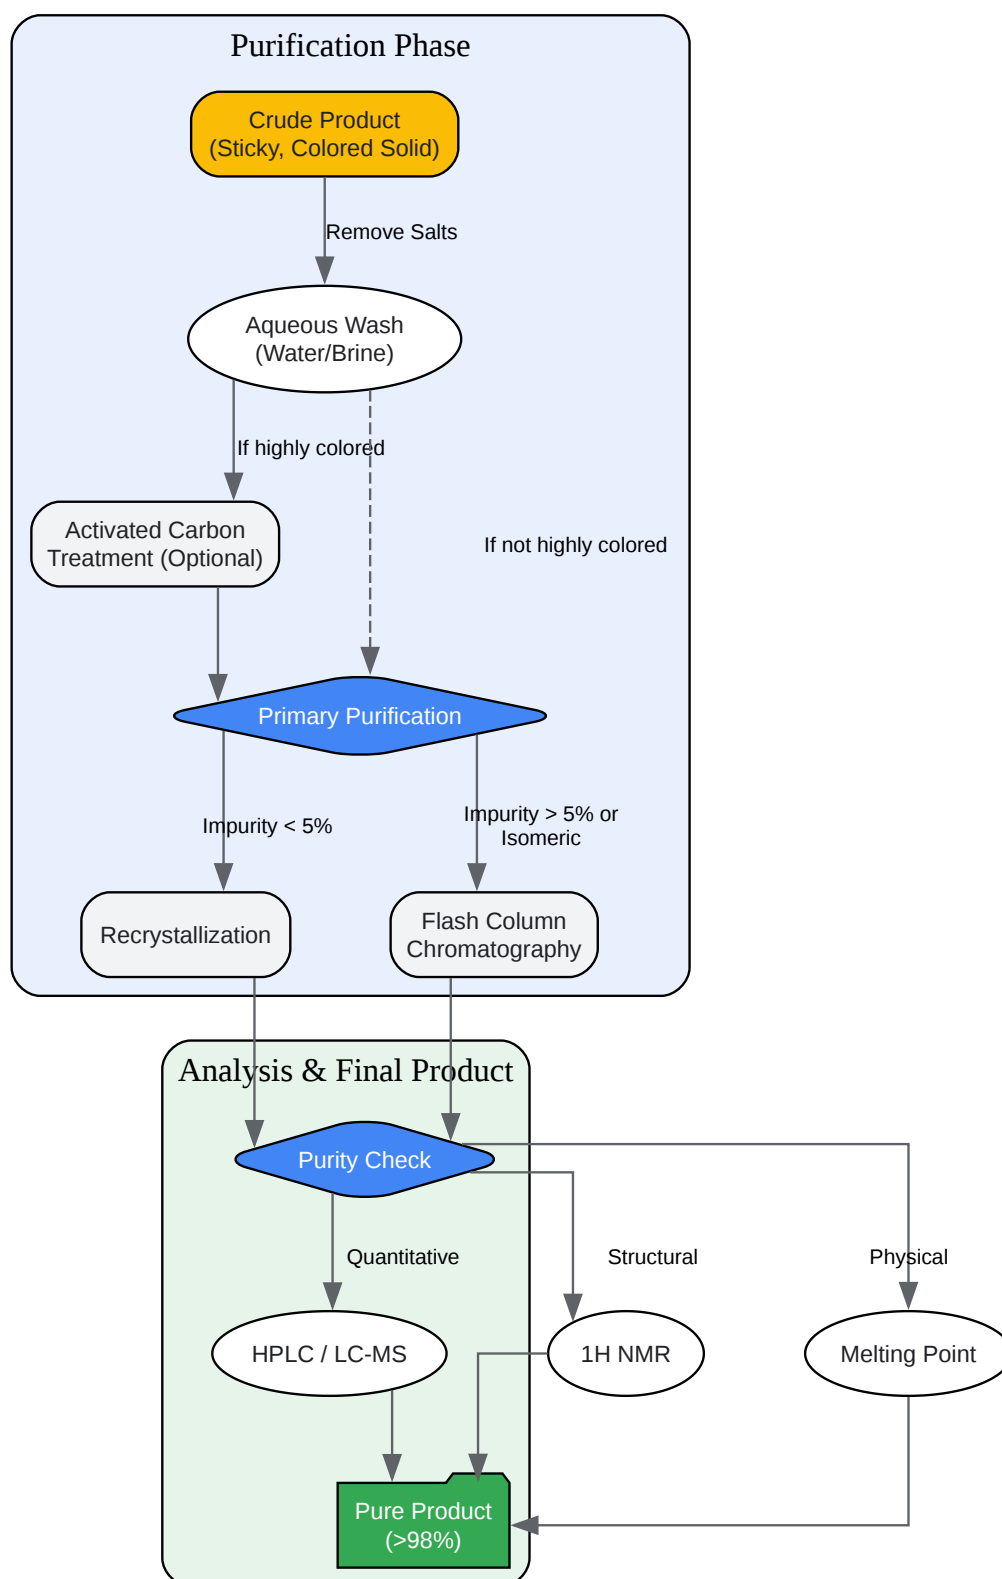 Purification Phase
Crude Product
(Sticky, Colored Solid)
Remove Salts
Aqueous Wash
(Water/Brine)
If highly colored
Activated Carbon
Treatment (Optional)
If not highly colored
Primary Purification
Impurity < 5%
Impurity > 5% or
Isomeric
Recrystallization
Flash Column
Chromatography
Analysis & Final Product
Purity Check
Quantitative
Structural
Physical
HPLC / LC-MS
1H NMR
Melting Point
Pure Product
(>98%)